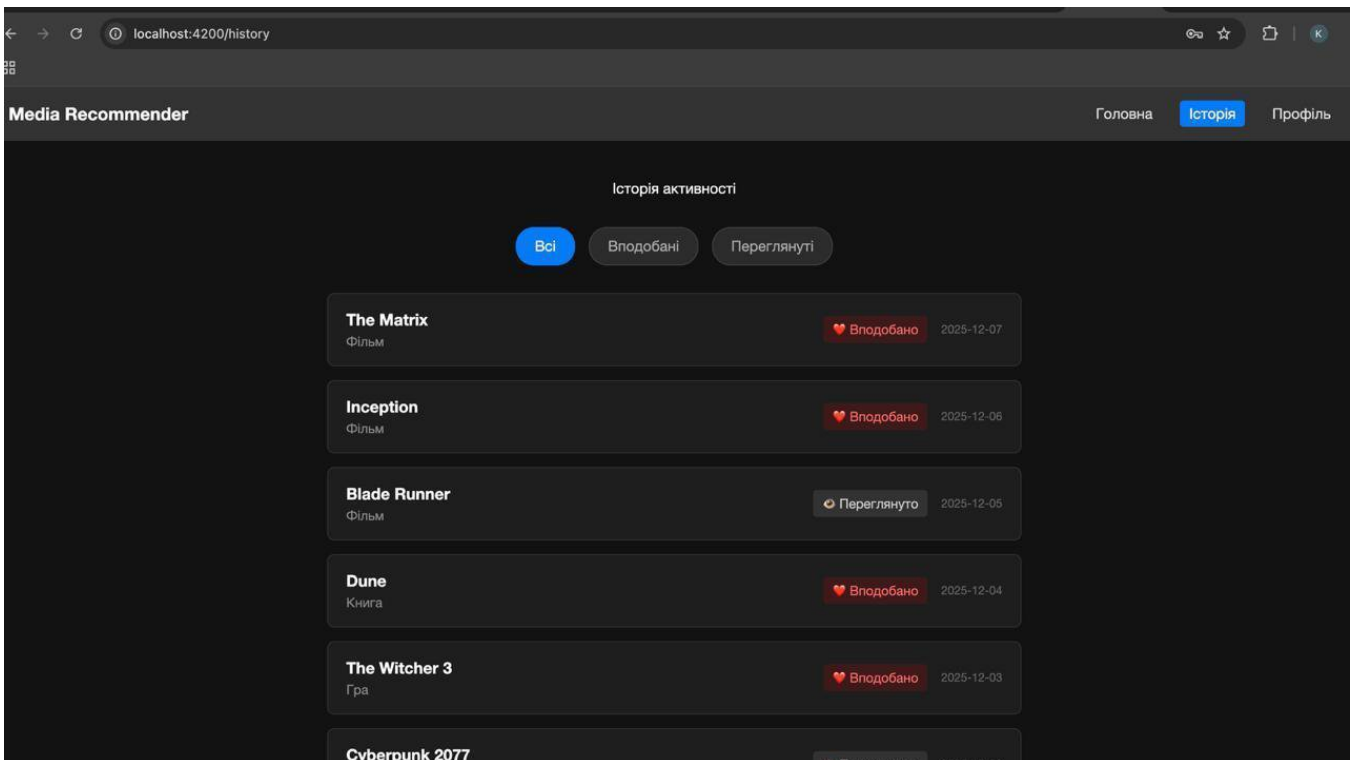 localhost:4200/history
K
Media Recommender
Головна Історія Профіль
Історія активності
Всі Вподобані Переглянуті
The Matrix
Фільм
Вподобано 2025-12-07
Inception
Фільм
Вподобано 2025-12-06
Blade Runner
Фільм
Переглянуто 2025-12-05
Dune
Книга
Вподобано 2025-12-04
The Witcher 3
Гра
Вподобано 2025-12-03
Cyberpunk 2077